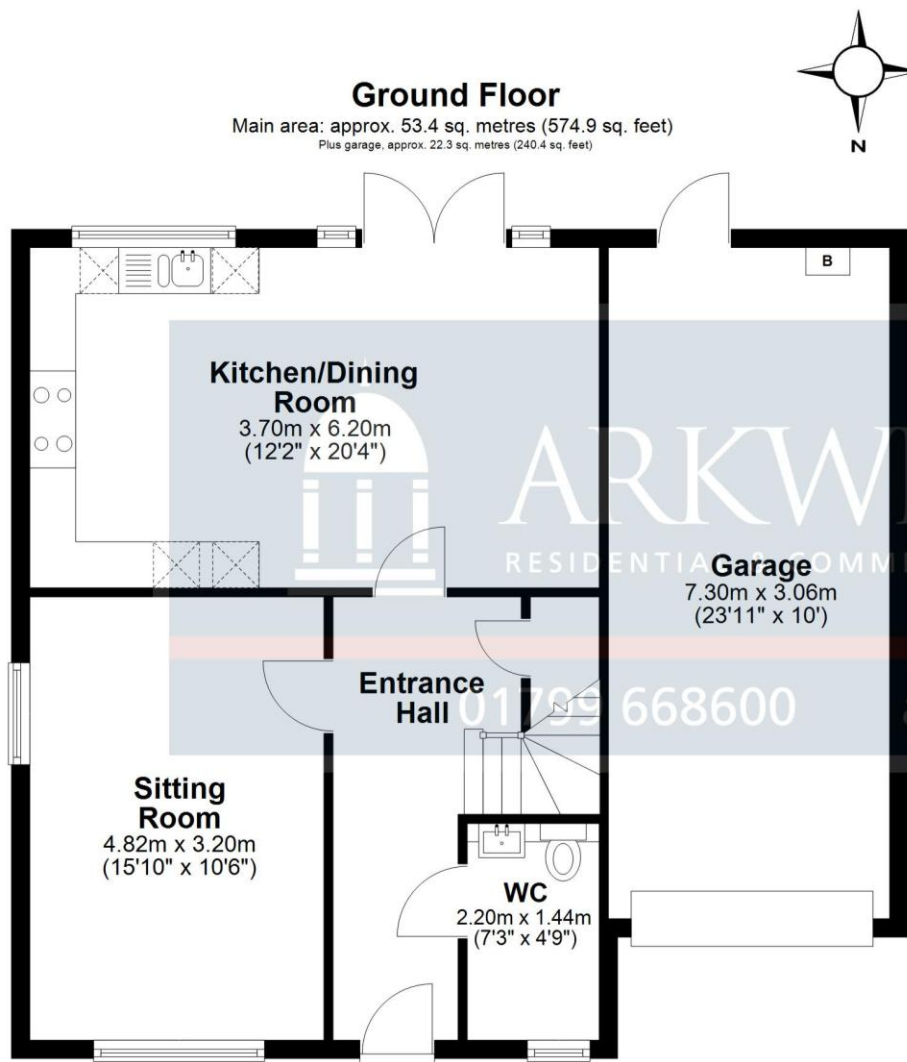 Ground Floor
Main area: approx. 53.4 sq. metres (574.9 sq. feet)
Plus garage, approx. 22.3 sq. metres (240.4 sq. feet)
N
B
Kitchen/Dining
Room
3.70m x 6.20m
(12'2" x 20'4")
ARKW
RESIDENTIAL & COMME
Garage
7.30m x 3.06m
(23'11" x 10')
Entrance
Hall
01799 668600
Sitting
Room
4.82m x 3.20m
(15'10" x 10'6")
WC
2.20m x 1.44m
(7'3" x 4'9")